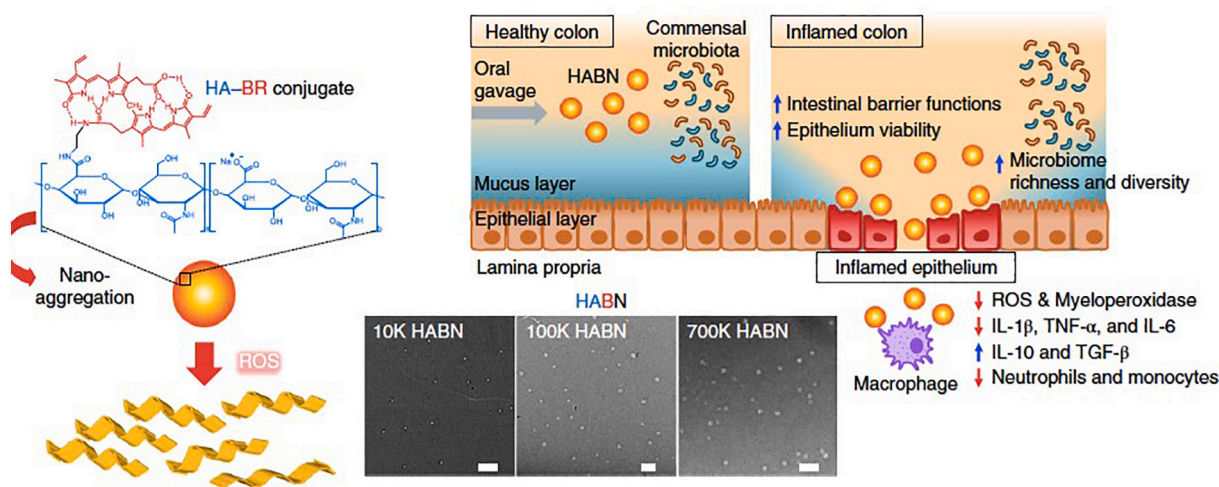 HA–BR conjugate
Nano-
aggregation
ROS
Healthy colon
Oral
gavage
HABN
Commensal
microbiota
Mucus layer
Epithelial layer
Lamina propria
Inflamed colon
Intestinal barrier functions
Epithelium viability
Microbiome
richness and diversity
Inflamed epithelium
HABN
10K HABN
100K HABN
700K HABN
Macrophage
ROS & Myeloperoxidase
IL-1β, TNF-α, and IL-6
IL-10 and TGF-β
Neutrophils and monocytes